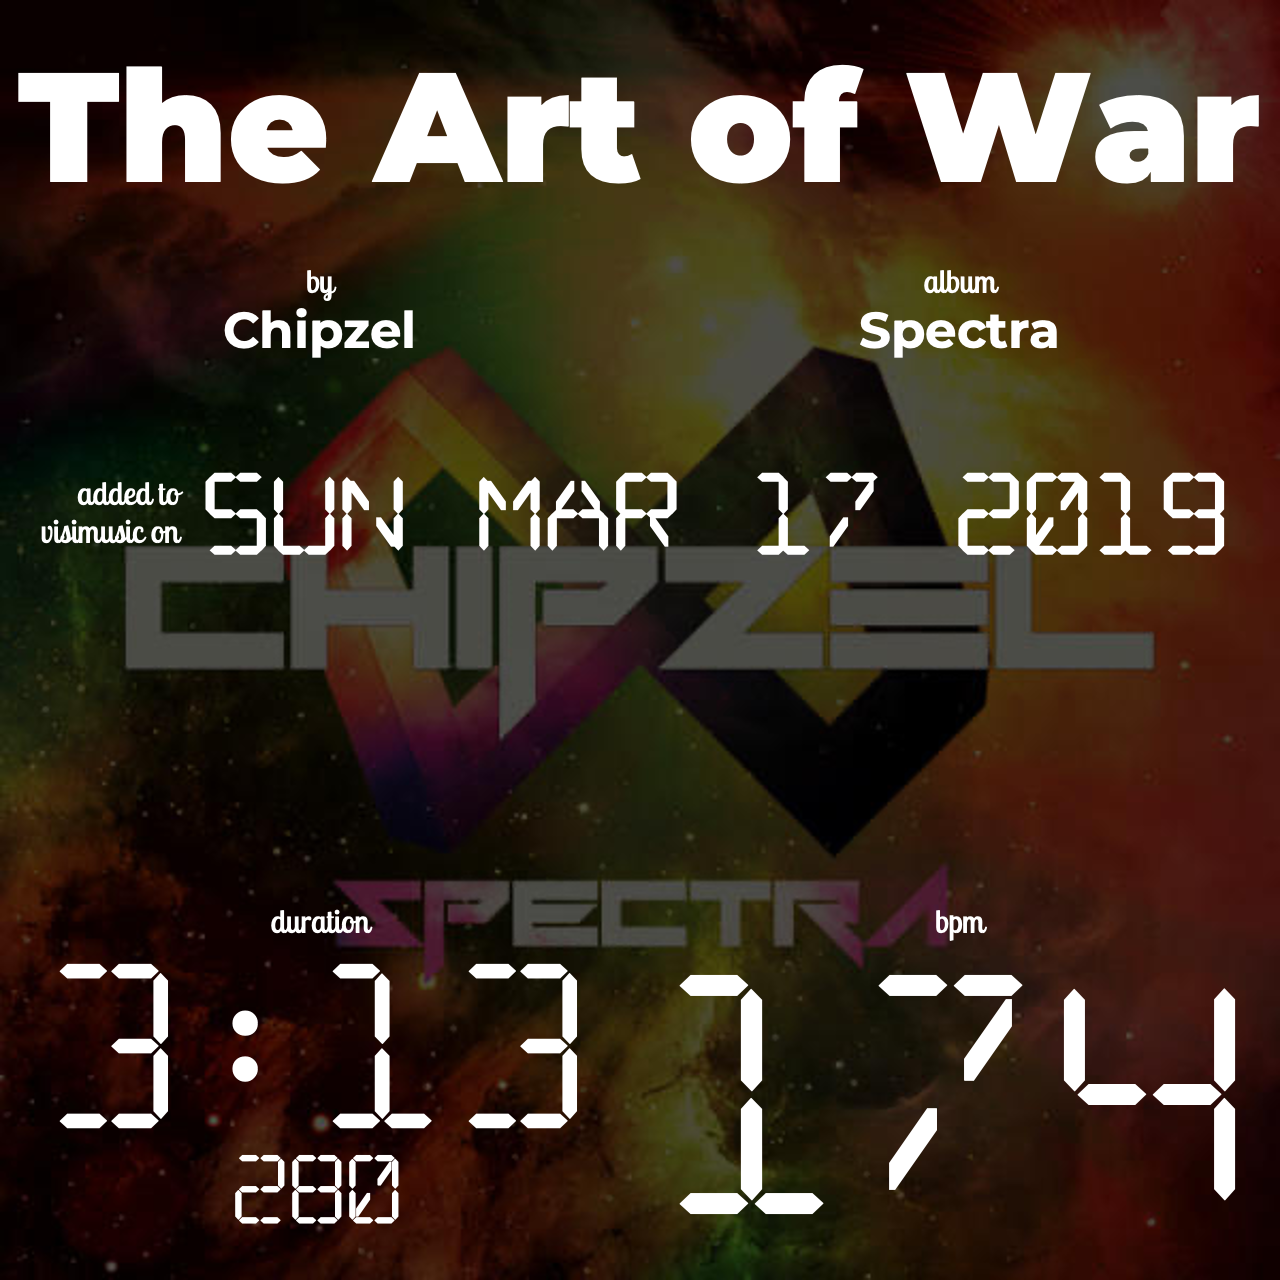 The Art of War
by
Chipzel
album
Spectra
added to
visimusic on
SUN MAR 17 2019
CHIPZEL
SPECTRA
duration
3:13
280
bpm
174